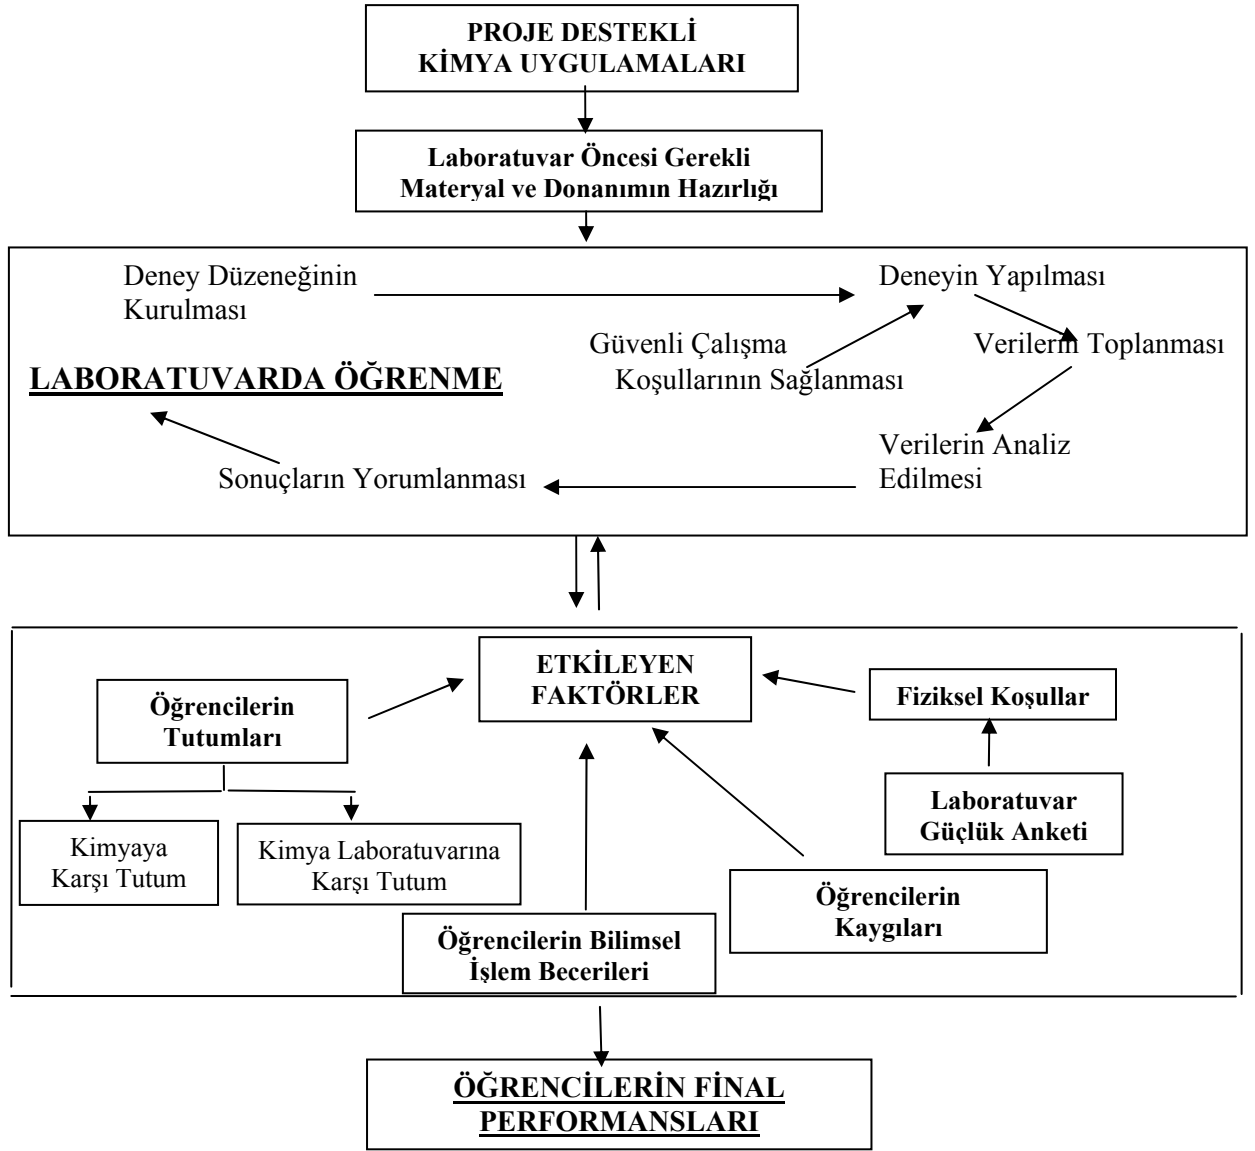 PROJE DESTEKLİ
KİMYA UYGULAMALARI
Laboratuvar Öncesi Gerekli
Materyal ve Donanımın Hazırlığı
Deney Düzeneğinin
Kurulması
Deneyin Yapılması
Güvenli Çalışma
Koşullarının Sağlanması
Verilerin Toplanması
LABORATUVARDA ÖĞRENME
Verilerin Analiz
Edilmesi
Sonuçların Yorumlanması
ETKİLEYEN
FAKTÖRLER
Öğrencilerin
Tutumları
Fiziksel Koşullar
Laboratuvar
Güçlük Anketi
Kimyaya
Karşı Tutum
Kimya Laboratuvarına
Karşı Tutum
Öğrencilerin
Kaygıları
Öğrencilerin Bilimsel
İşlem Becerileri
ÖĞRENCİLERİN FİNAL
PERFORMANSLARI